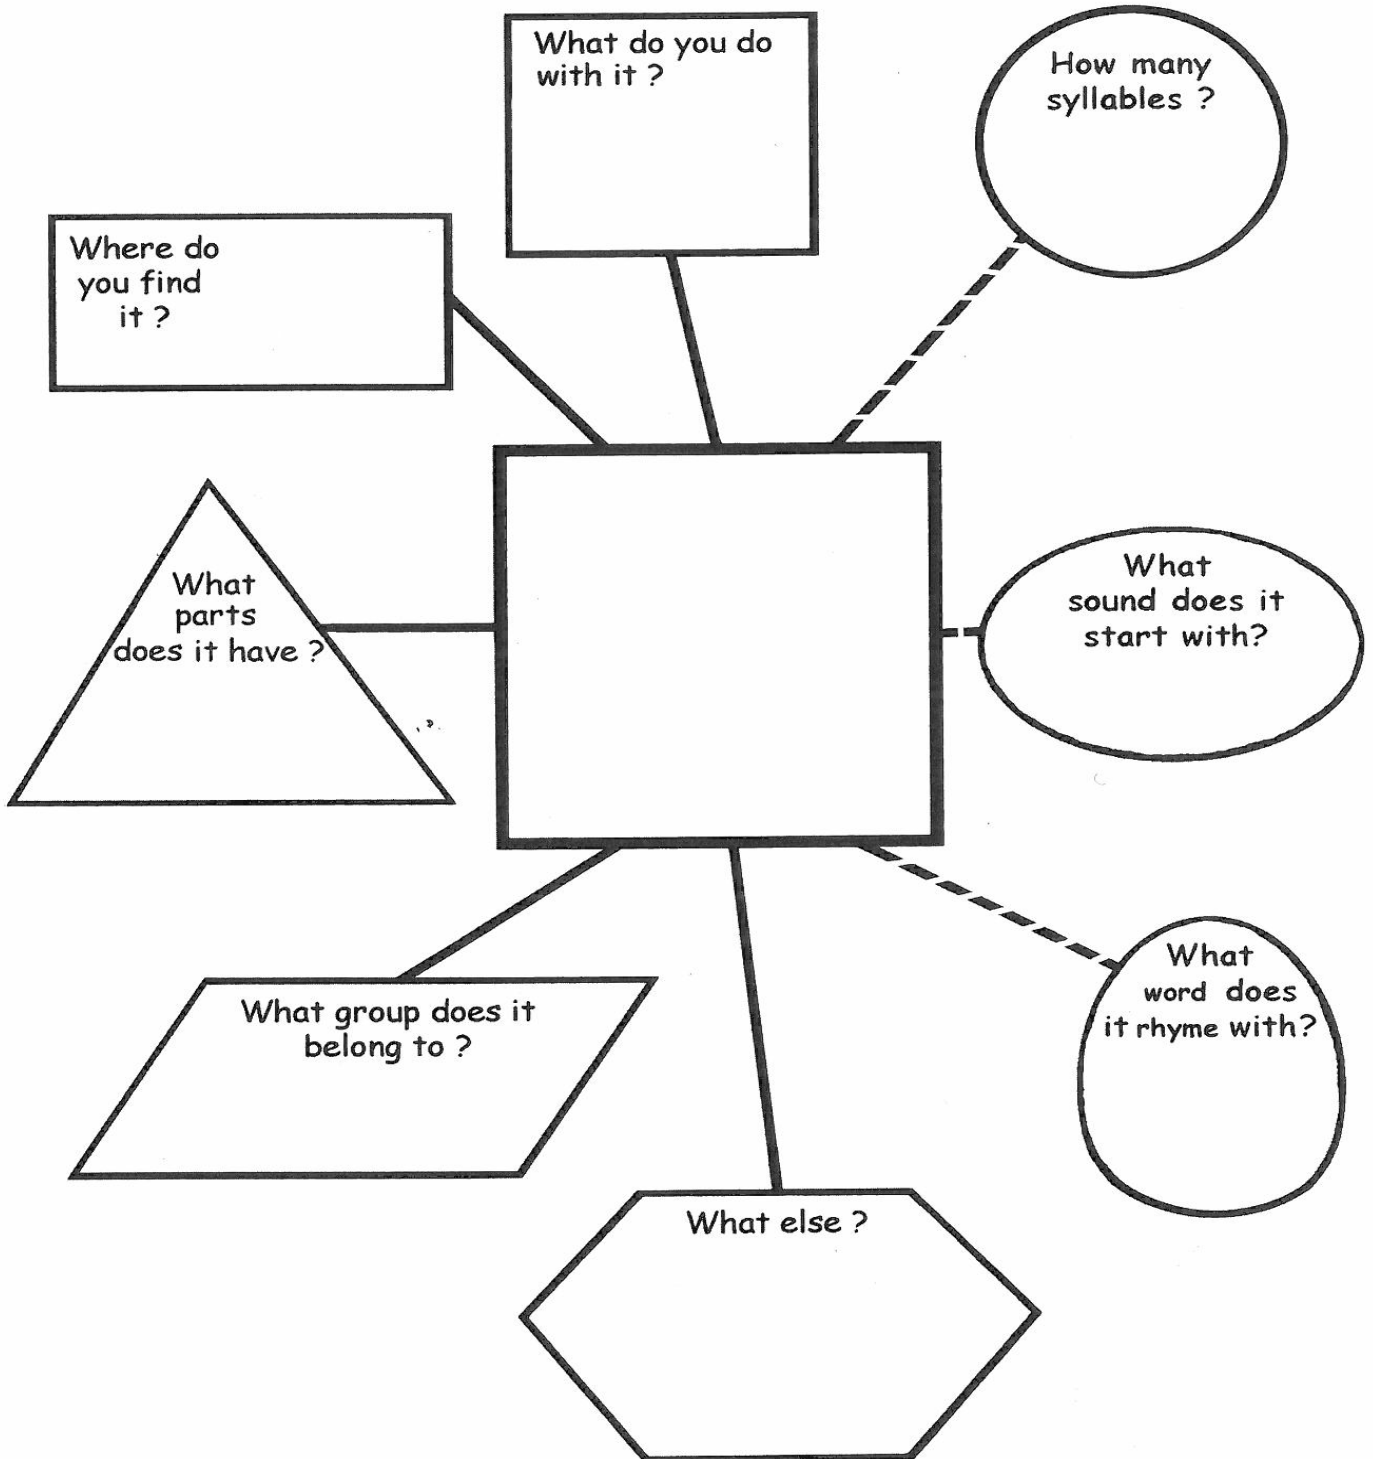 What do you do
with it ?
How many
syllables ?
Where do
you find
it ?
What
parts
does it have ?
What
sound does it
start with?
What
word does
it rhyme with?
What group does it
belong to ?
What else ?